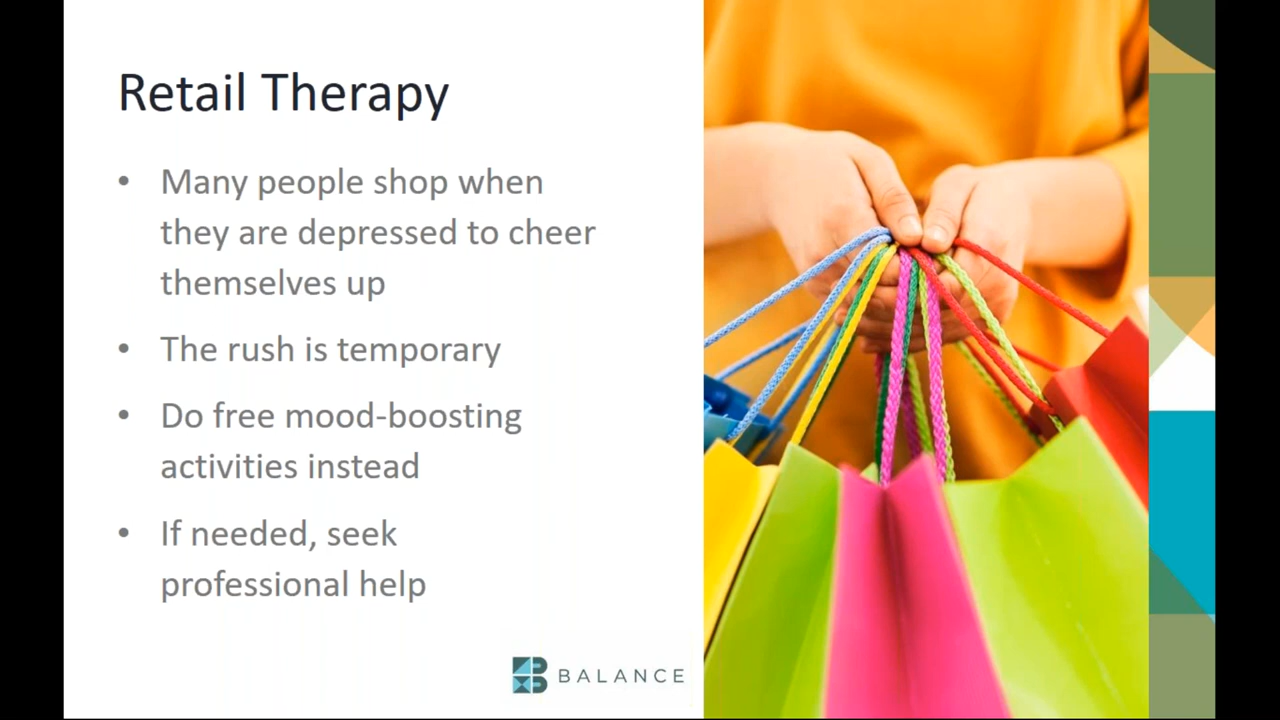 Retail Therapy
• Many people shop when
they are depressed to cheer
themselves up
• The rush is temporary
• Do free mood-boosting
activities instead
• If needed, seek
professional help
BALANCE